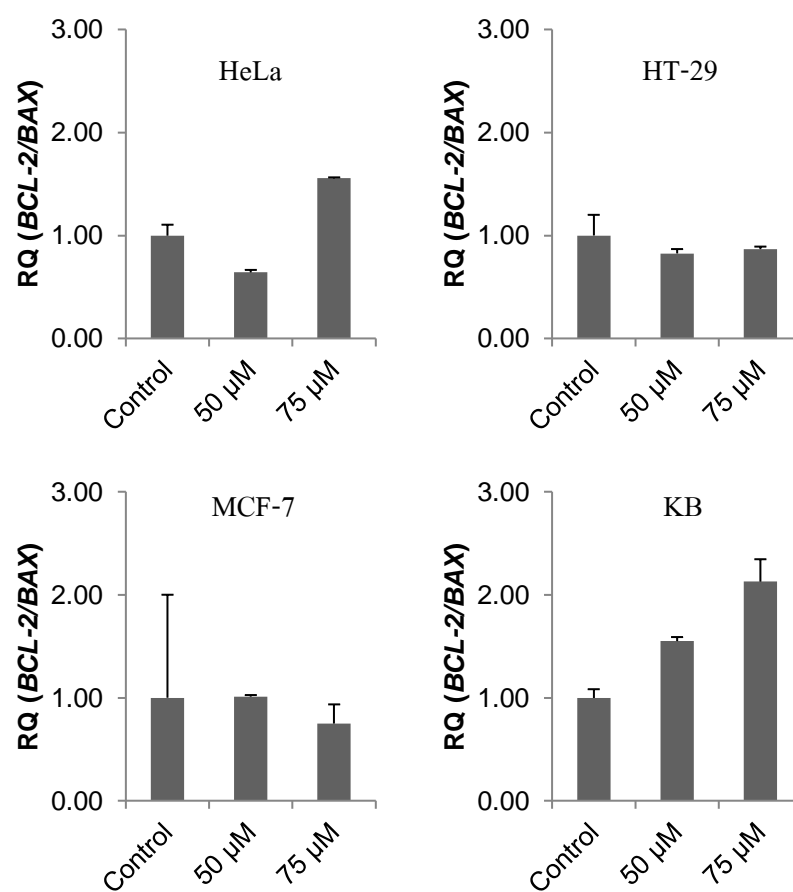 HeLa
RQ (BCL-2/BAX)
3.00
2.00
1.00
0.00
Control
50 µM
75 µM
HT-29
RQ (BCL-2/BAX)
3.00
2.00
1.00
0.00
Control
50 µM
75 µM
MCF-7
RQ (BCL-2/BAX)
3.00
2.00
1.00
0.00
Control
50 µM
75 µM
KB
RQ (BCL-2/BAX)
3.00
2.00
1.00
0.00
Control
50 µM
75 µM